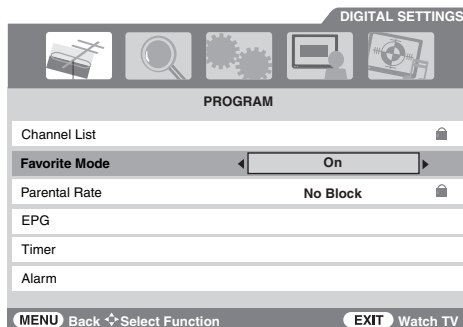 DIGITAL SETTINGS
PROGRAM
Channel List
Favorite Mode On
Parental Rate No Block
EPG
Timer
Alarm
MENU Back Select Function EXIT Watch TV